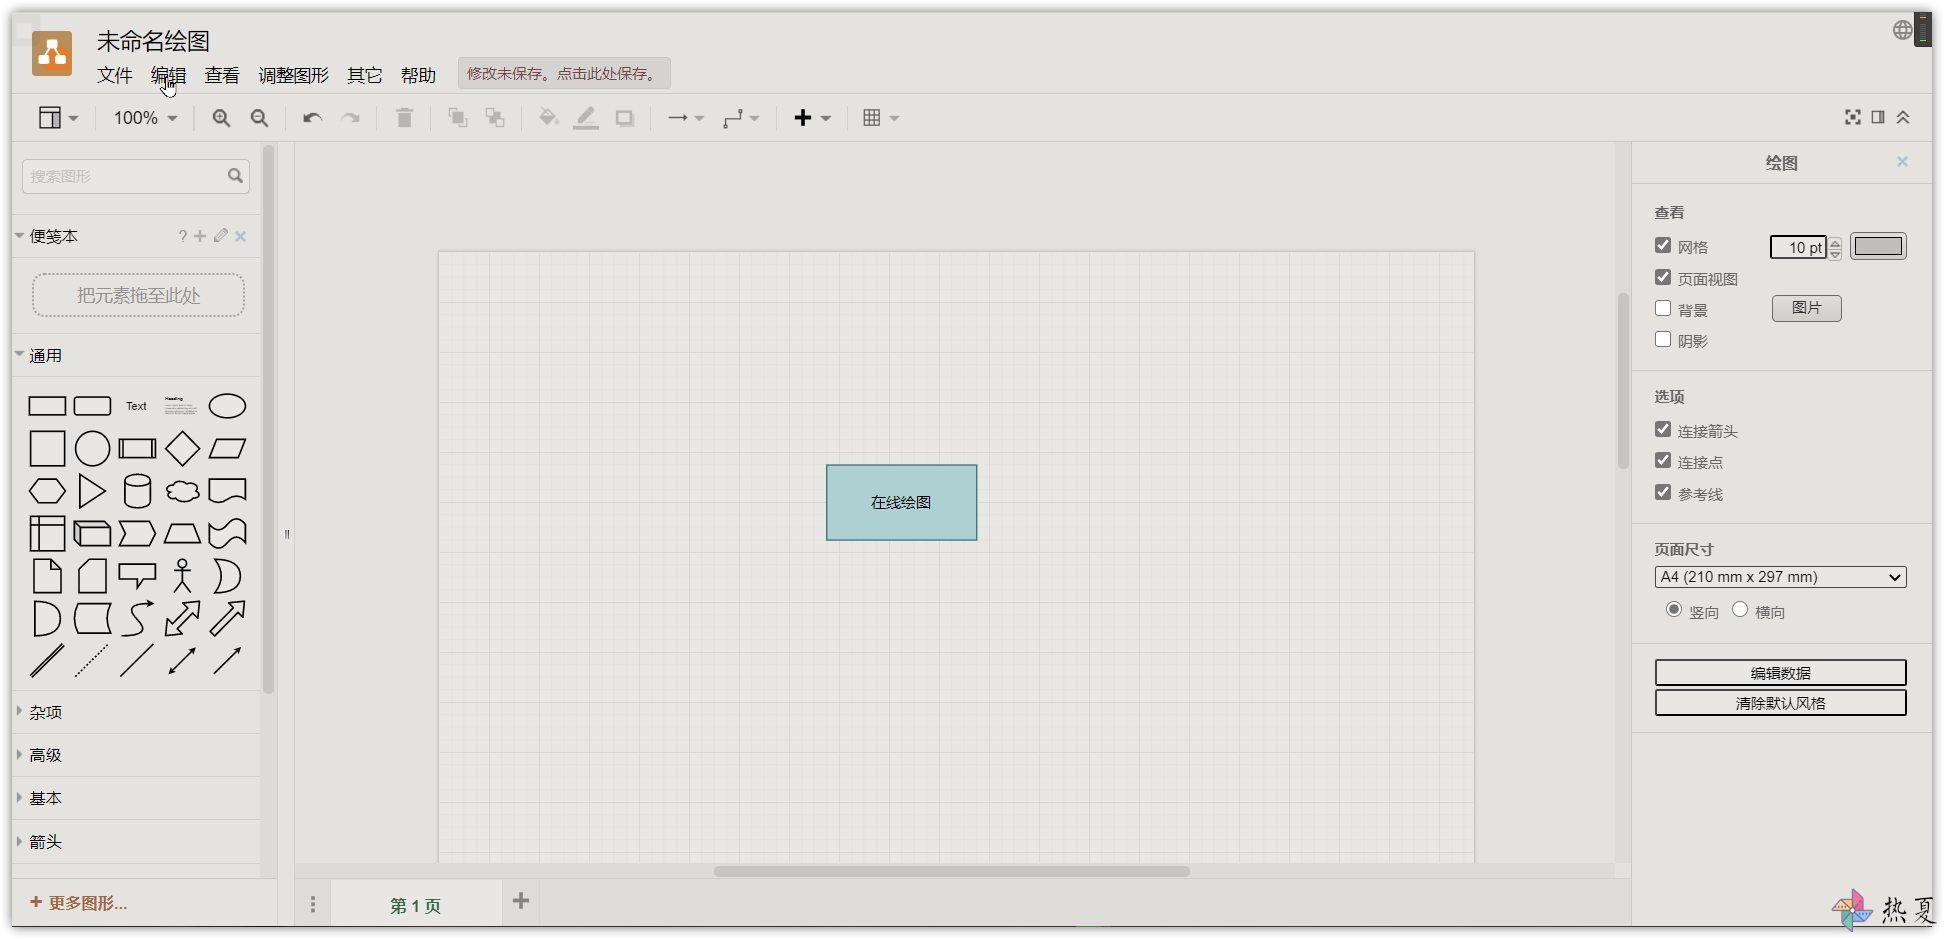 未命名绘图
文件 编辑 查看 调整图形 其它 帮助 修改未保存。点击此处保存。
100%
搜索图形
便笺本 ?
把元素拖至此处
通用
Text
Heading
杂项
高级
基本
箭头
+ 更多图形...
在线绘图
第 1 页
绘图
查看
网格 10 pt
页面视图
背景 图片
阴影
选项
连接箭头
连接点
参考线
页面尺寸
A4 (210 mm x 297 mm)
竖向 横向
编辑数据
清除默认风格
热夏